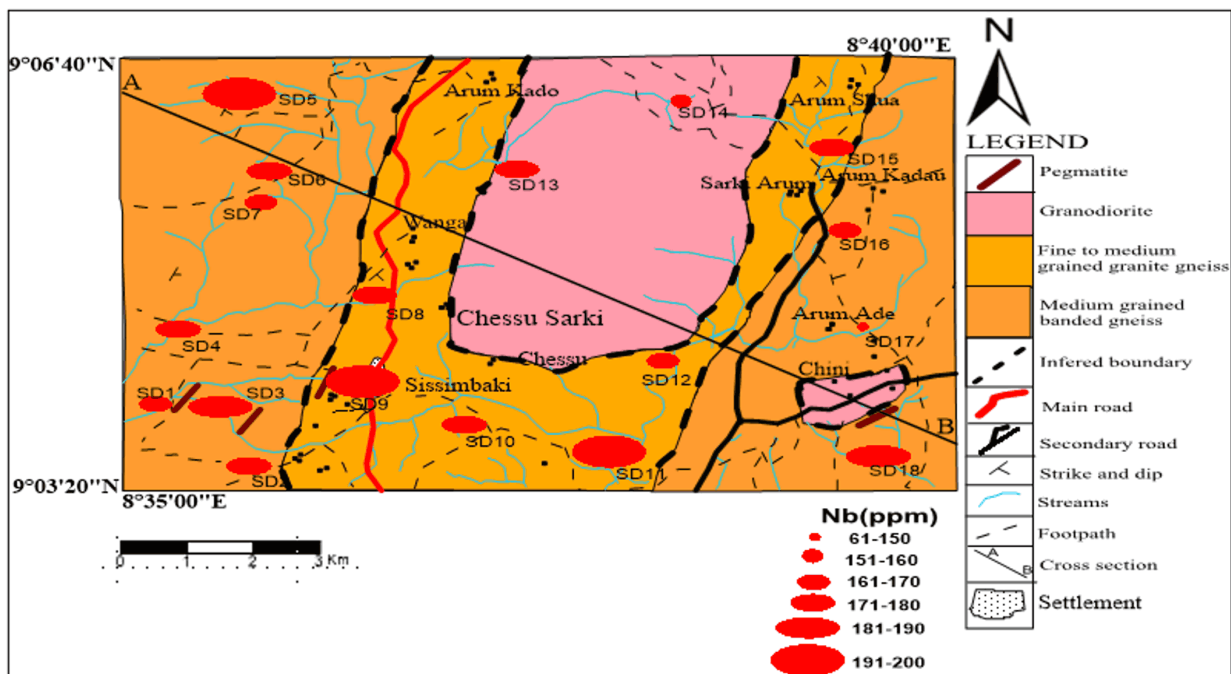 8°40'00"E
9°06'40"N
A
SD5
Arum Kado
SD14
Arum Shua
SD15
SD6
SD13
Sarki Arum
Arum Kadau
SD7
Wanga
SD16
SD8
Chessu Sarki
Arum Ade
SD4
SD17
Chessu
SD12
Chini
SD1
SD3
Sissimbaki
SD9
SD10
B
SD2
SD11
SD18
9°03'20"N
8°35'00"E
0 1 2 3 Km
Nb(ppm)
61-150
151-160
161-170
171-180
181-190
191-200
N
LEGEND
Pegmatite
Granodiorite
Fine to medium
grained granite gneiss
Medium grained
banded gneiss
Infered boundary
Main road
Secondary road
Strike and dip
Streams
Footpath
A
B
Cross section
Settlement